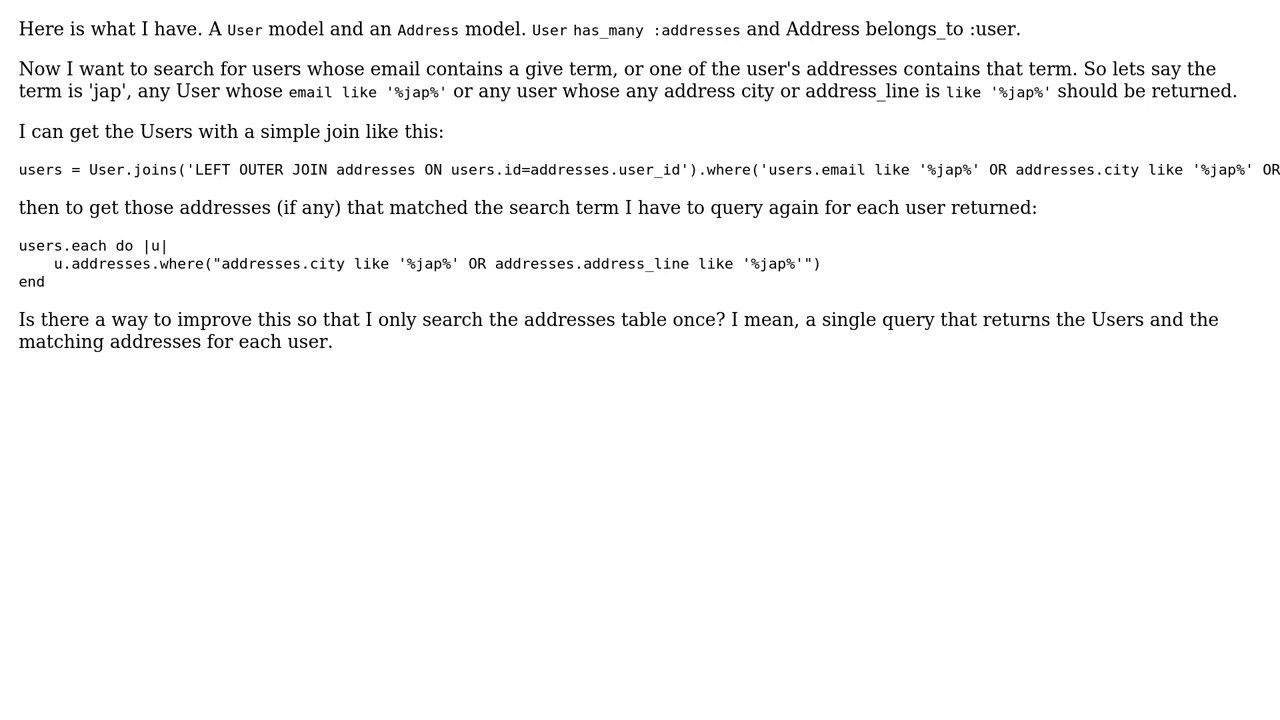 Here is what I have. A User model and an Address model. User has_many :addresses and Address belongs_to :user.
Now I want to search for users whose email contains a give term, or one of the user's addresses contains that term. So lets say the
term is 'jap', any User whose email like '%jap%' or any user whose any address city or address_line is like '%jap%' should be returned.
I can get the Users with a simple join like this:
users = User.joins('LEFT OUTER JOIN addresses ON users.id=addresses.user_id').where('users.email like '%jap%' OR addresses.city like '%jap%' OR
then to get those addresses (if any) that matched the search term I have to query again for each user returned:
users.each do |u|
    u.addresses.where("addresses.city like '%jap%' OR addresses.address_line like '%jap%'")
end
Is there a way to improve this so that I only search the addresses table once? I mean, a single query that returns the Users and the
matching addresses for each user.